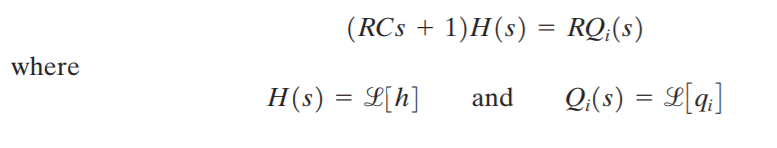 (RCs + 1)H(s) = RQᵢ(s)
where
H(s) = ℒ[h] and Qᵢ(s) = ℒ[qᵢ]